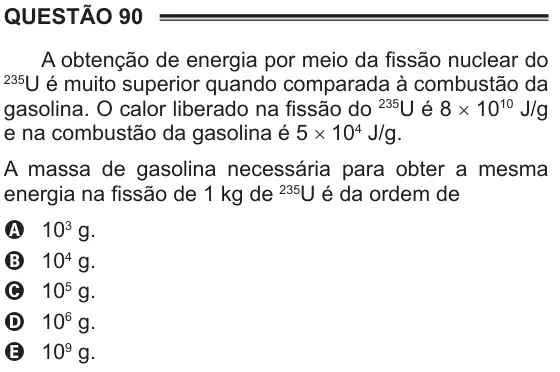 QUESTÃO 90
A obtenção de energia por meio da fissão nuclear do
²³⁵U é muito superior quando comparada à combustão da
gasolina. O calor liberado na fissão do ²³⁵U é 8 × 10¹⁰ J/g
e na combustão da gasolina é 5 × 10⁴ J/g.
A massa de gasolina necessária para obter a mesma
energia na fissão de 1 kg de ²³⁵U é da ordem de
A 10³ g.
B 10⁴ g.
C 10⁵ g.
D 10⁶ g.
E 10⁹ g.